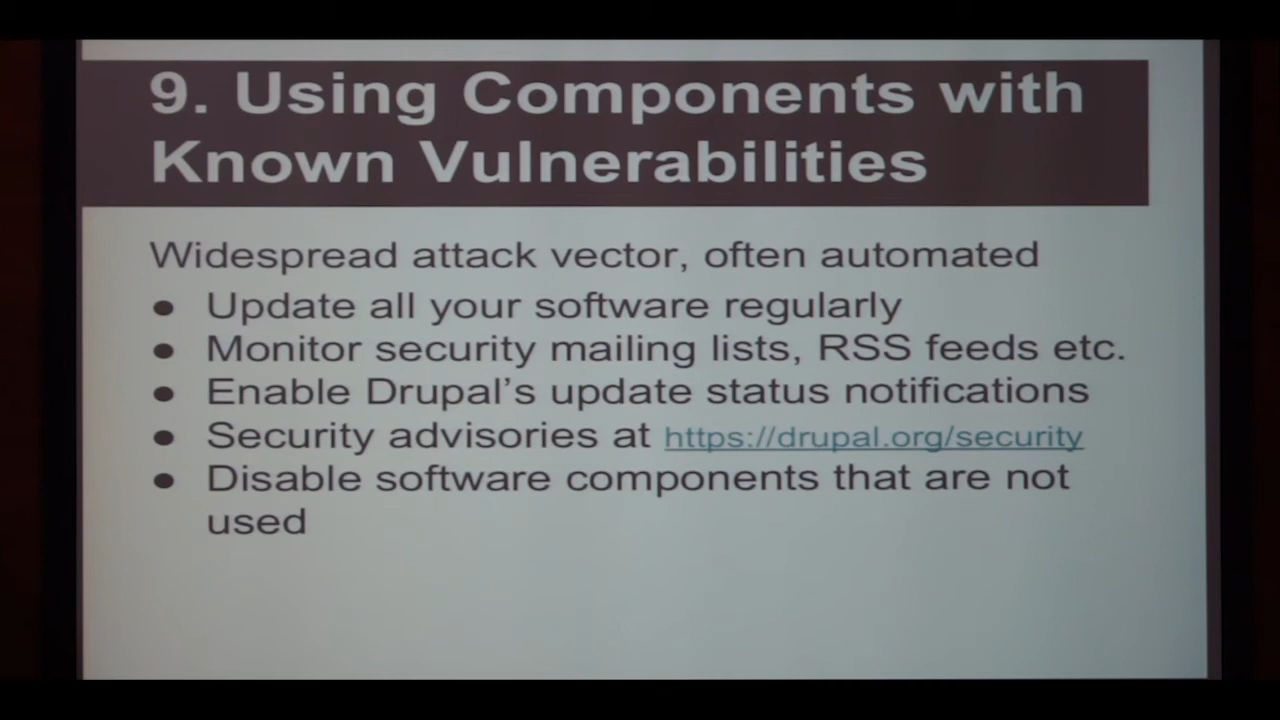 9. Using Components with
Known Vulnerabilities
Widespread attack vector, often automated
● Update all your software regularly
● Monitor security mailing lists, RSS feeds etc.
● Enable Drupal’s update status notifications
● Security advisories at https://drupal.org/security
● Disable software components that are not
used